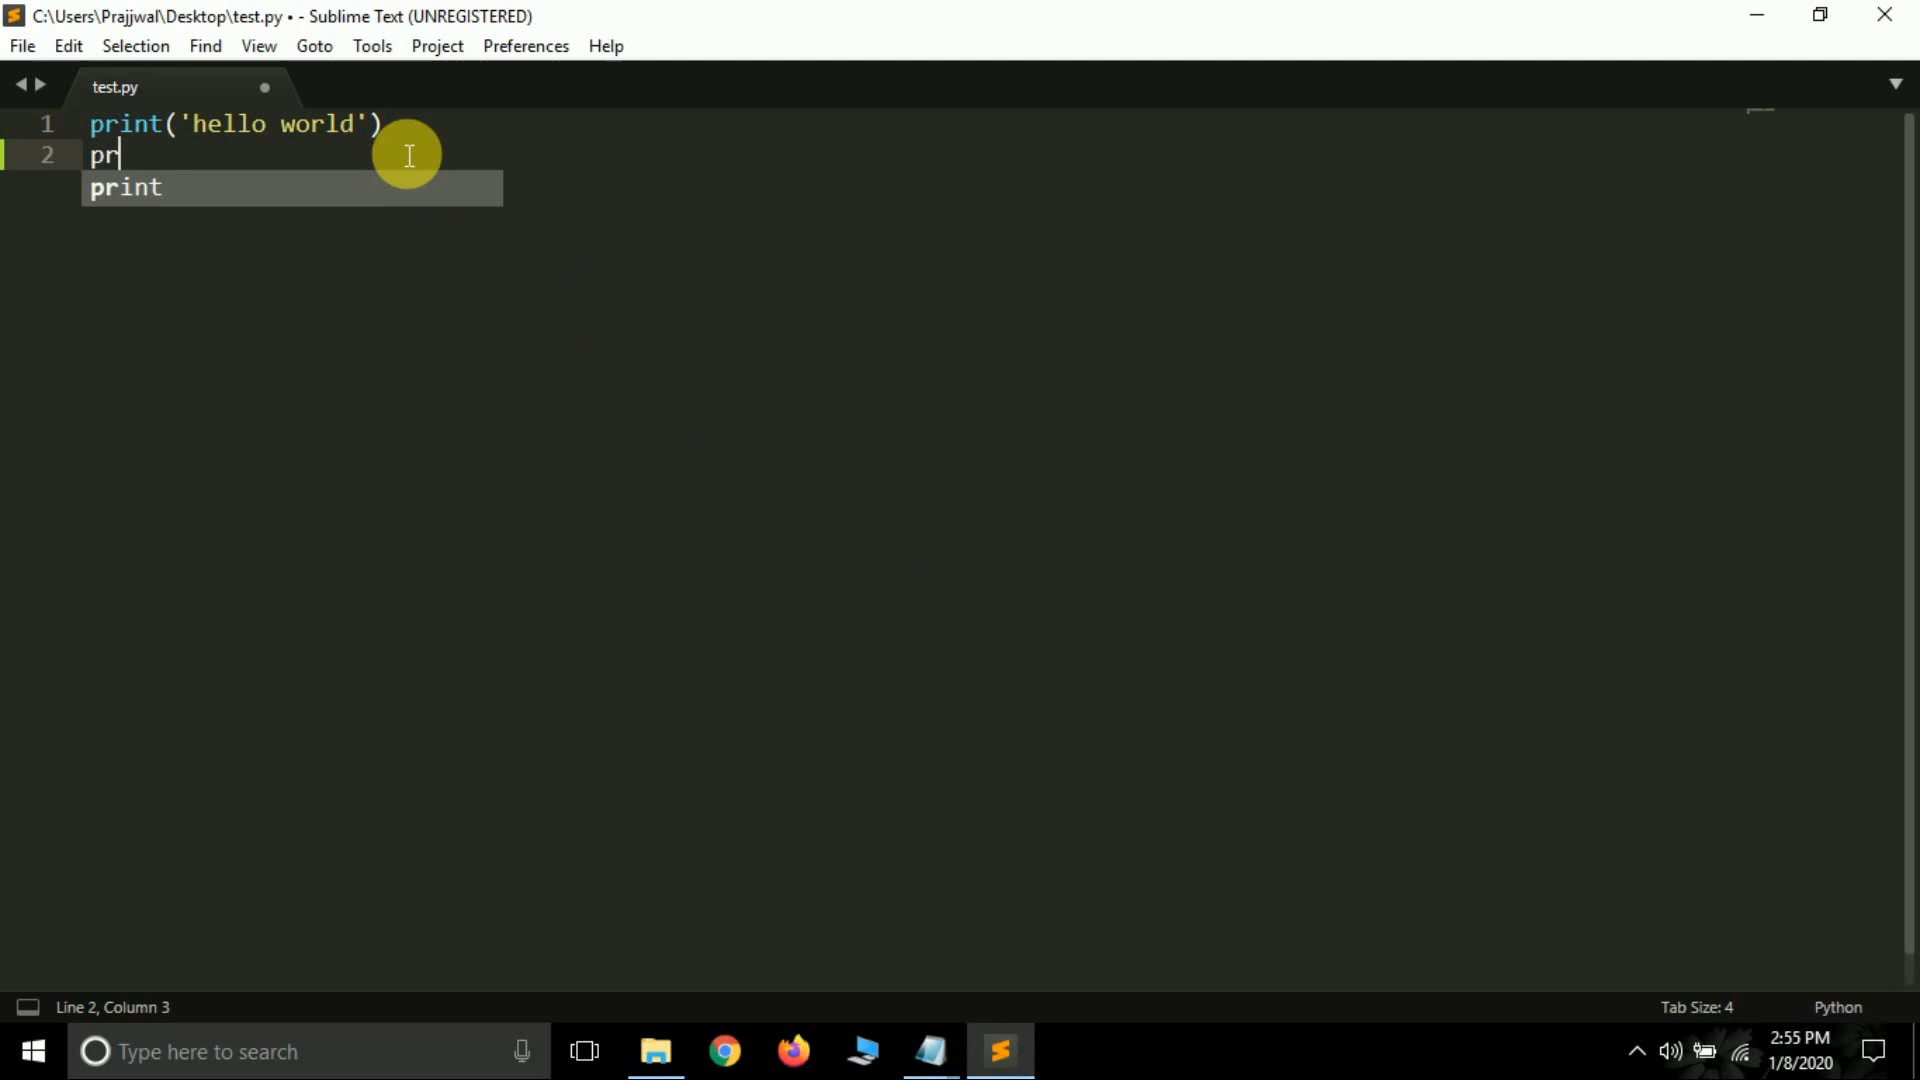 C:\Users\Prajjwal\Desktop\test.py • - Sublime Text (UNREGISTERED)
File Edit Selection Find View Goto Tools Project Preferences Help
test.py
1 print('hello world')
2 pr
print
Line 2, Column 3 Tab Size: 4 Python
Type here to search
2:55 PM
1/8/2020